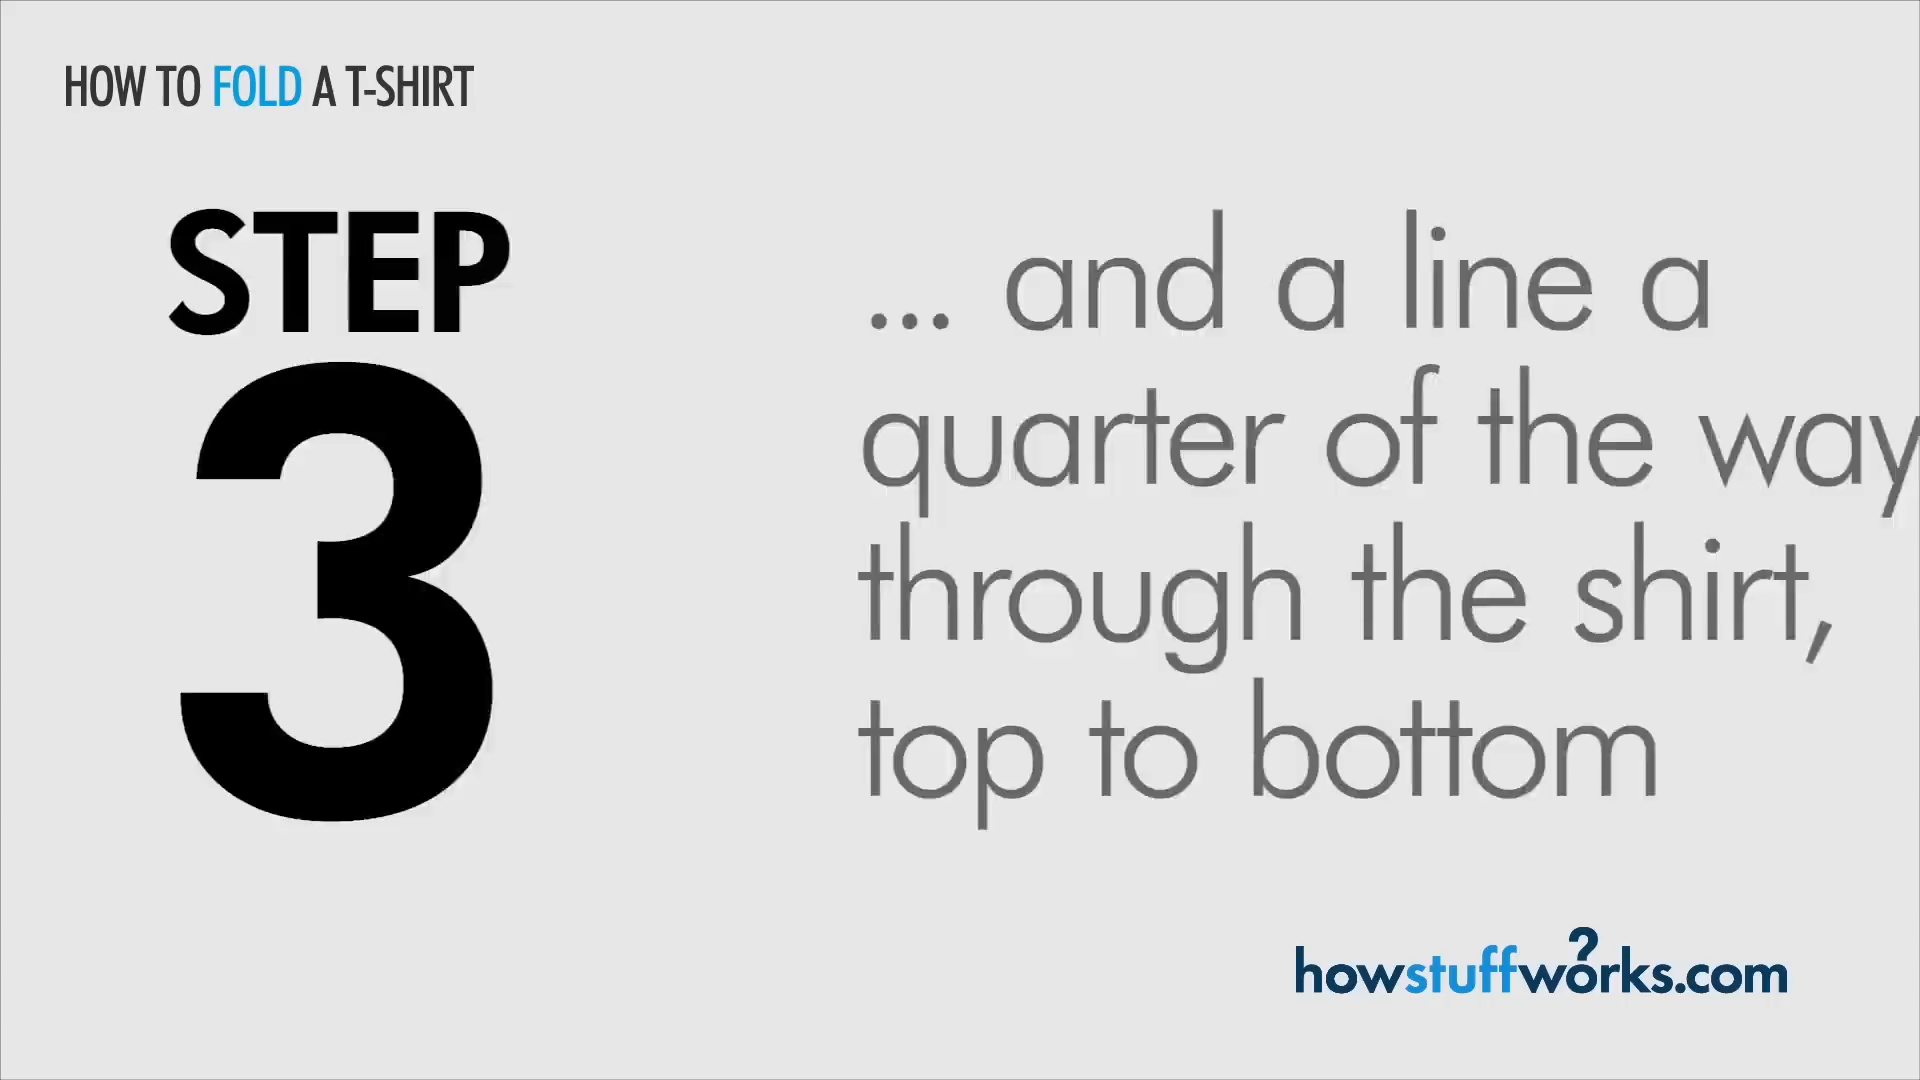 HOW TO FOLD A T-SHIRT
STEP
3
... and a line a
quarter of the way
through the shirt,
top to bottom
howstuffworks.com